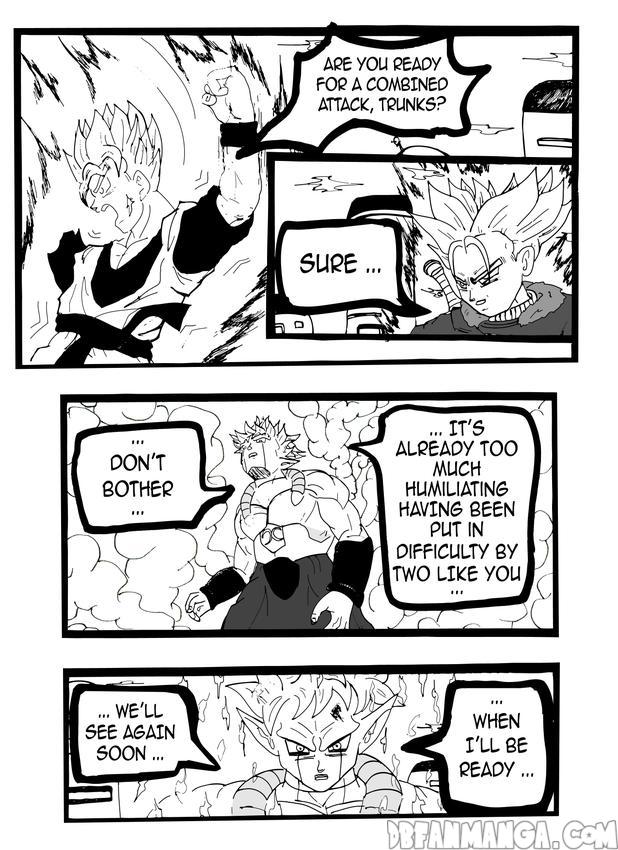 ARE YOU READY
FOR A COMBINED
ATTACK, TRUNKS?
SURE ...
...
DON'T
BOTHER
...
... IT'S
ALREADY TOO
MUCH
HUMILIATING
HAVING BEEN
PUT IN
DIFFICULTY BY
TWO LIKE YOU
...
... WE'LL
SEE AGAIN
SOON ...
... WHEN
I'LL BE
READY ...
DBFANMANGA.COM